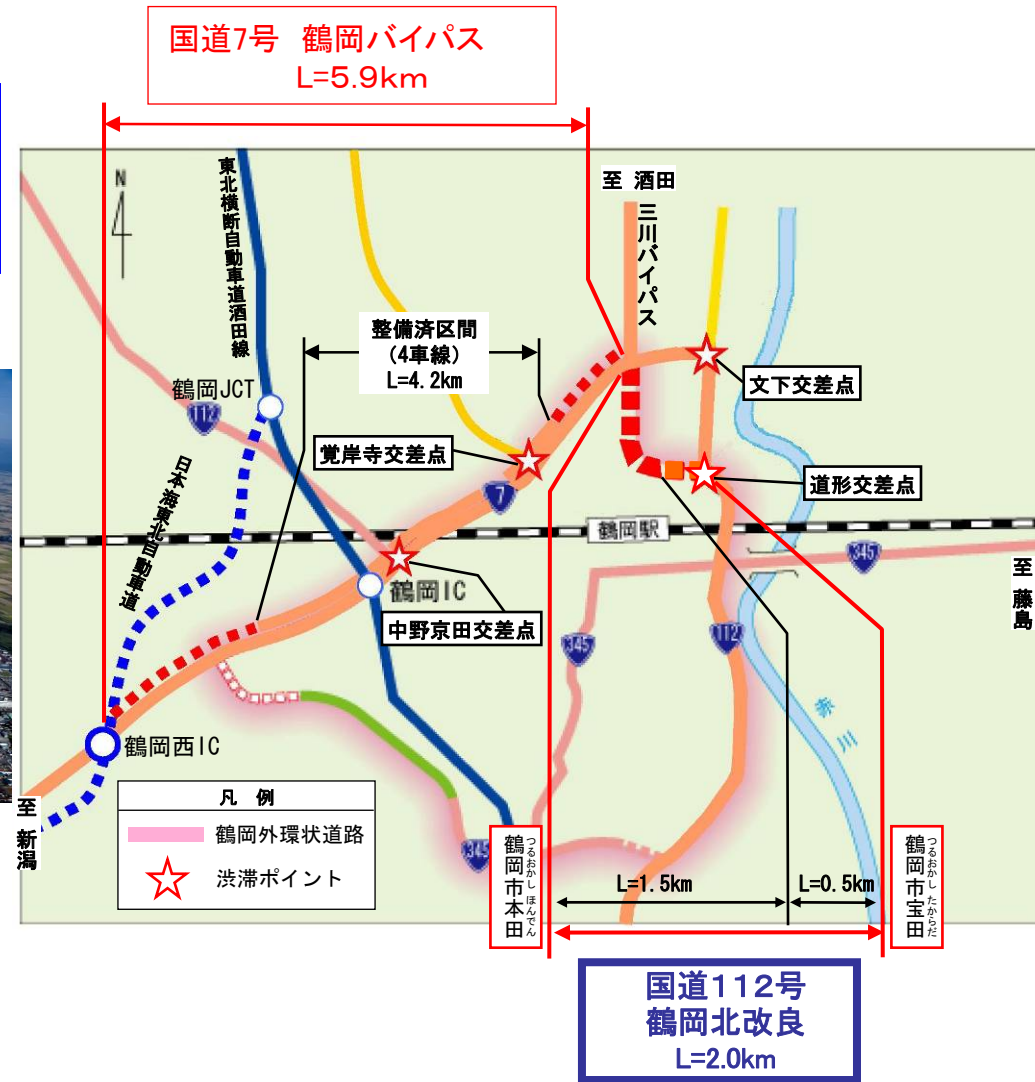 国道7号 鶴岡バイパス
L=5.9km
N
東北横断自動車道酒田線
至 酒田
三川バイパス
整備済区間
(4車線)
L=4.2km
鶴岡JCT
112
文下交差点
覚岸寺交差点
道形交差点
7
日本海東北自動車道
鶴岡駅
345
至 藤島
鶴岡IC
中野京田交差点
345
112
赤川
鶴岡西IC
至 新潟
凡 例
鶴岡外環状道路
渋滞ポイント
345
鶴岡市本田
つるおかし ほんでん
L=1.5km
L=0.5km
鶴岡市宝田
つるおかし たからだ
国道112号
鶴岡北改良
L=2.0km